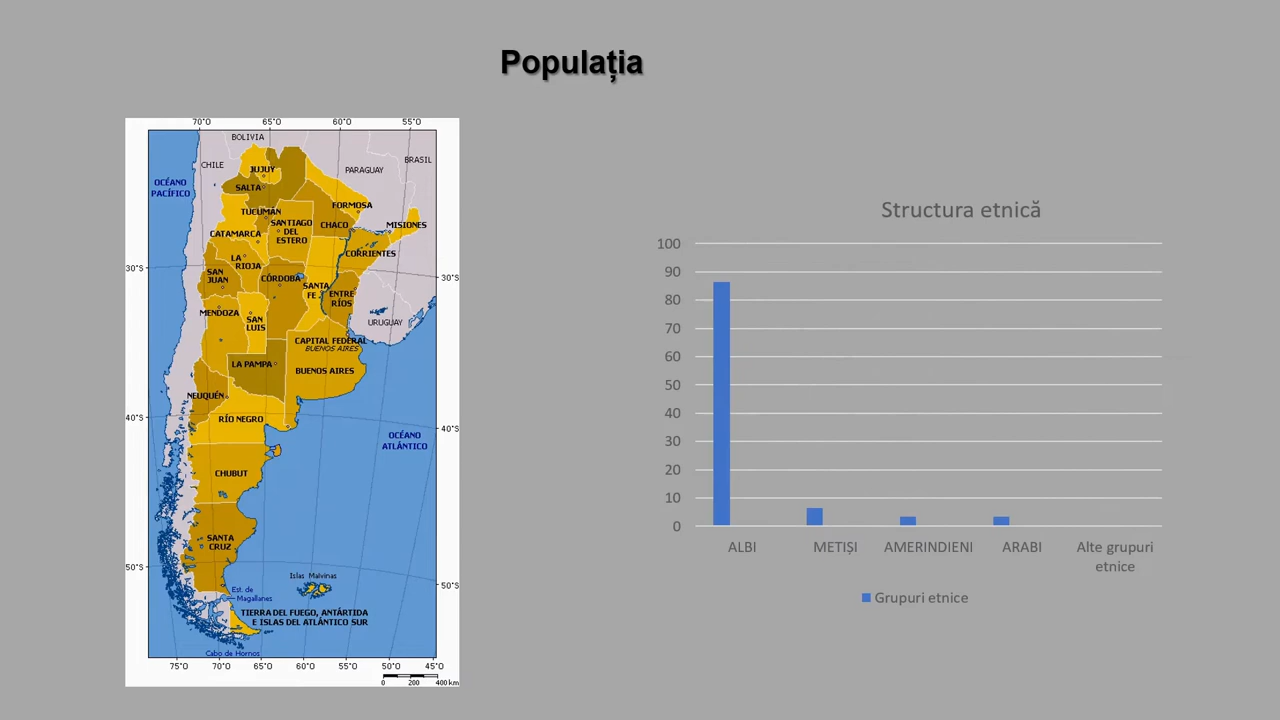 Populația
70°O 65°O 60°O 55°O
BOLIVIA
CHILE
BRASIL
PARAGUAY
OCÉANO
PACÍFICO
JUJUY
SALTA
FORMOSA
TUCUMÁN
SANTIAGO
DEL
ESTERO
CHACO
MISIONES
CATAMARCA
CORRIENTES
LA
RIOJA
30°S
SAN
JUAN
CÓRDOBA
30°S
SANTA
FE
ENTRE
RÍOS
MENDOZA
SAN
LUIS
URUGUAY
CAPITAL FEDERAL
BUENOS AIRES
LA PAMPA
BUENOS AIRES
NEUQUÉN
RÍO NEGRO
40°S
40°S
OCÉANO
ATLÁNTICO
CHUBUT
SANTA
CRUZ
50°S
Islas Malvinas
50°S
Est. de
Magallanes
TIERRA DEL FUEGO, ANTÁRTIDA
E ISLAS DEL ATLÁNTICO SUR
Cabo de Hornos
75°O 70°O 65°O 60°O 55°O 50°O 45°O
0 200 400 km
Structura etnică
100
90
80
70
60
50
40
30
20
10
0
ALBI METIȘI AMERINDIENI ARABI Alte grupuri
etnice
Grupuri etnice